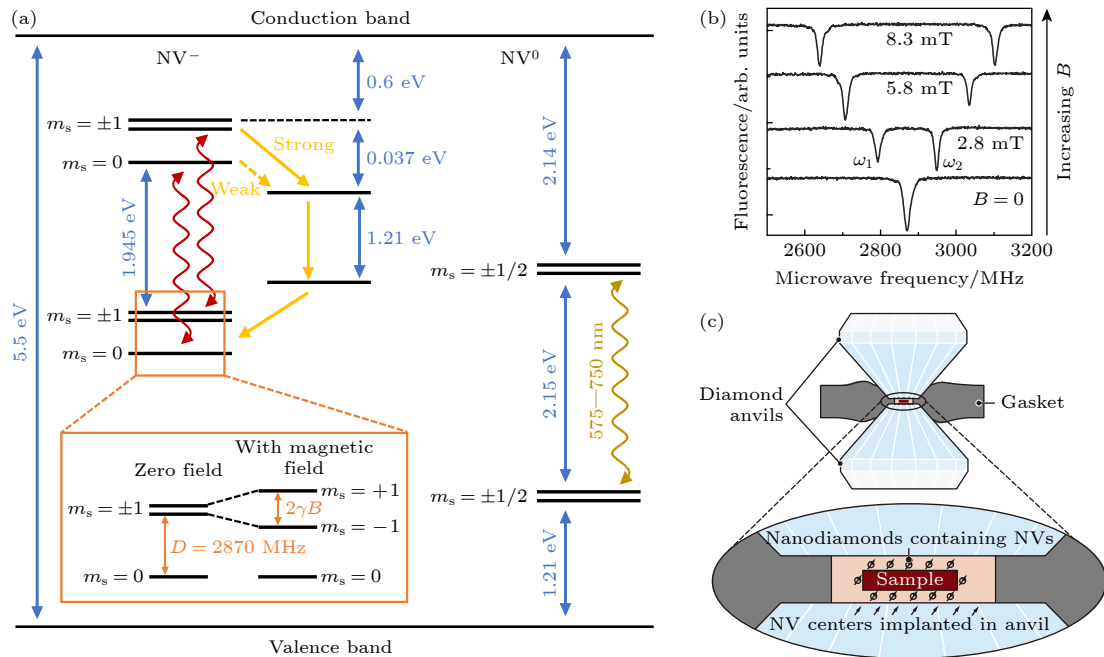 (a)
Conduction band
NV⁻
NV⁰
0.6 eV
mₛ = ±1
mₛ = 0
Strong
Weak
0.037 eV
2.14 eV
1.945 eV
1.21 eV
5.5 eV
mₛ = ±1
mₛ = 0
mₛ = ±1/2
2.15 eV
575—750 nm
mₛ = ±1/2
1.21 eV
Zero field
With magnetic
field
mₛ = ±1
mₛ = +1
2γB
mₛ = −1
D = 2870 MHz
mₛ = 0
mₛ = 0
Valence band
(b)
Fluorescence/arb. units
8.3 mT
5.8 mT
2.8 mT
ω₁
ω₂
B = 0
Increasing B
2600
2800
3000
3200
Microwave frequency/MHz
(c)
Diamond
anvils
Gasket
Nanodiamonds containing NVs
Sample
NV centers implanted in anvil